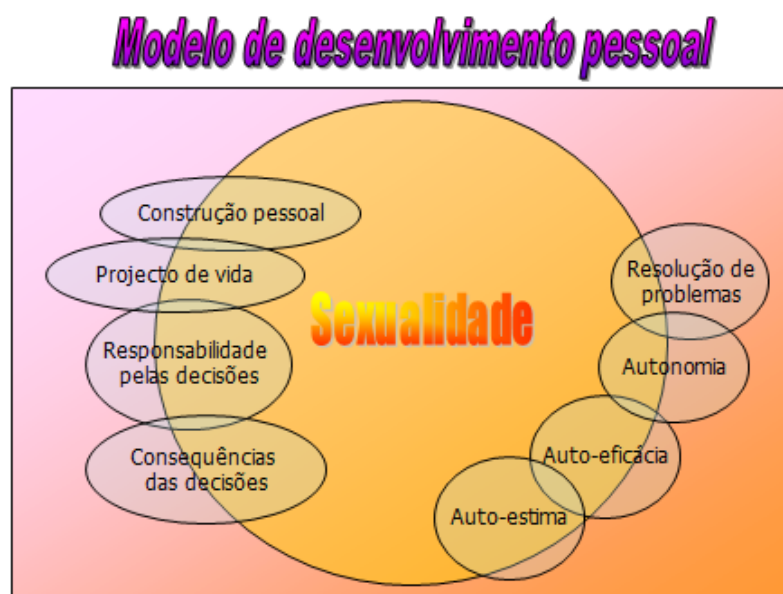 Modelo de desenvolvimento pessoal
Construção pessoal
Projecto de vida
Responsabilidade
pelas decisões
Consequências
das decisões
Sexualidade
Resolução de
problemas
Autonomia
Auto-eficácia
Auto-estima